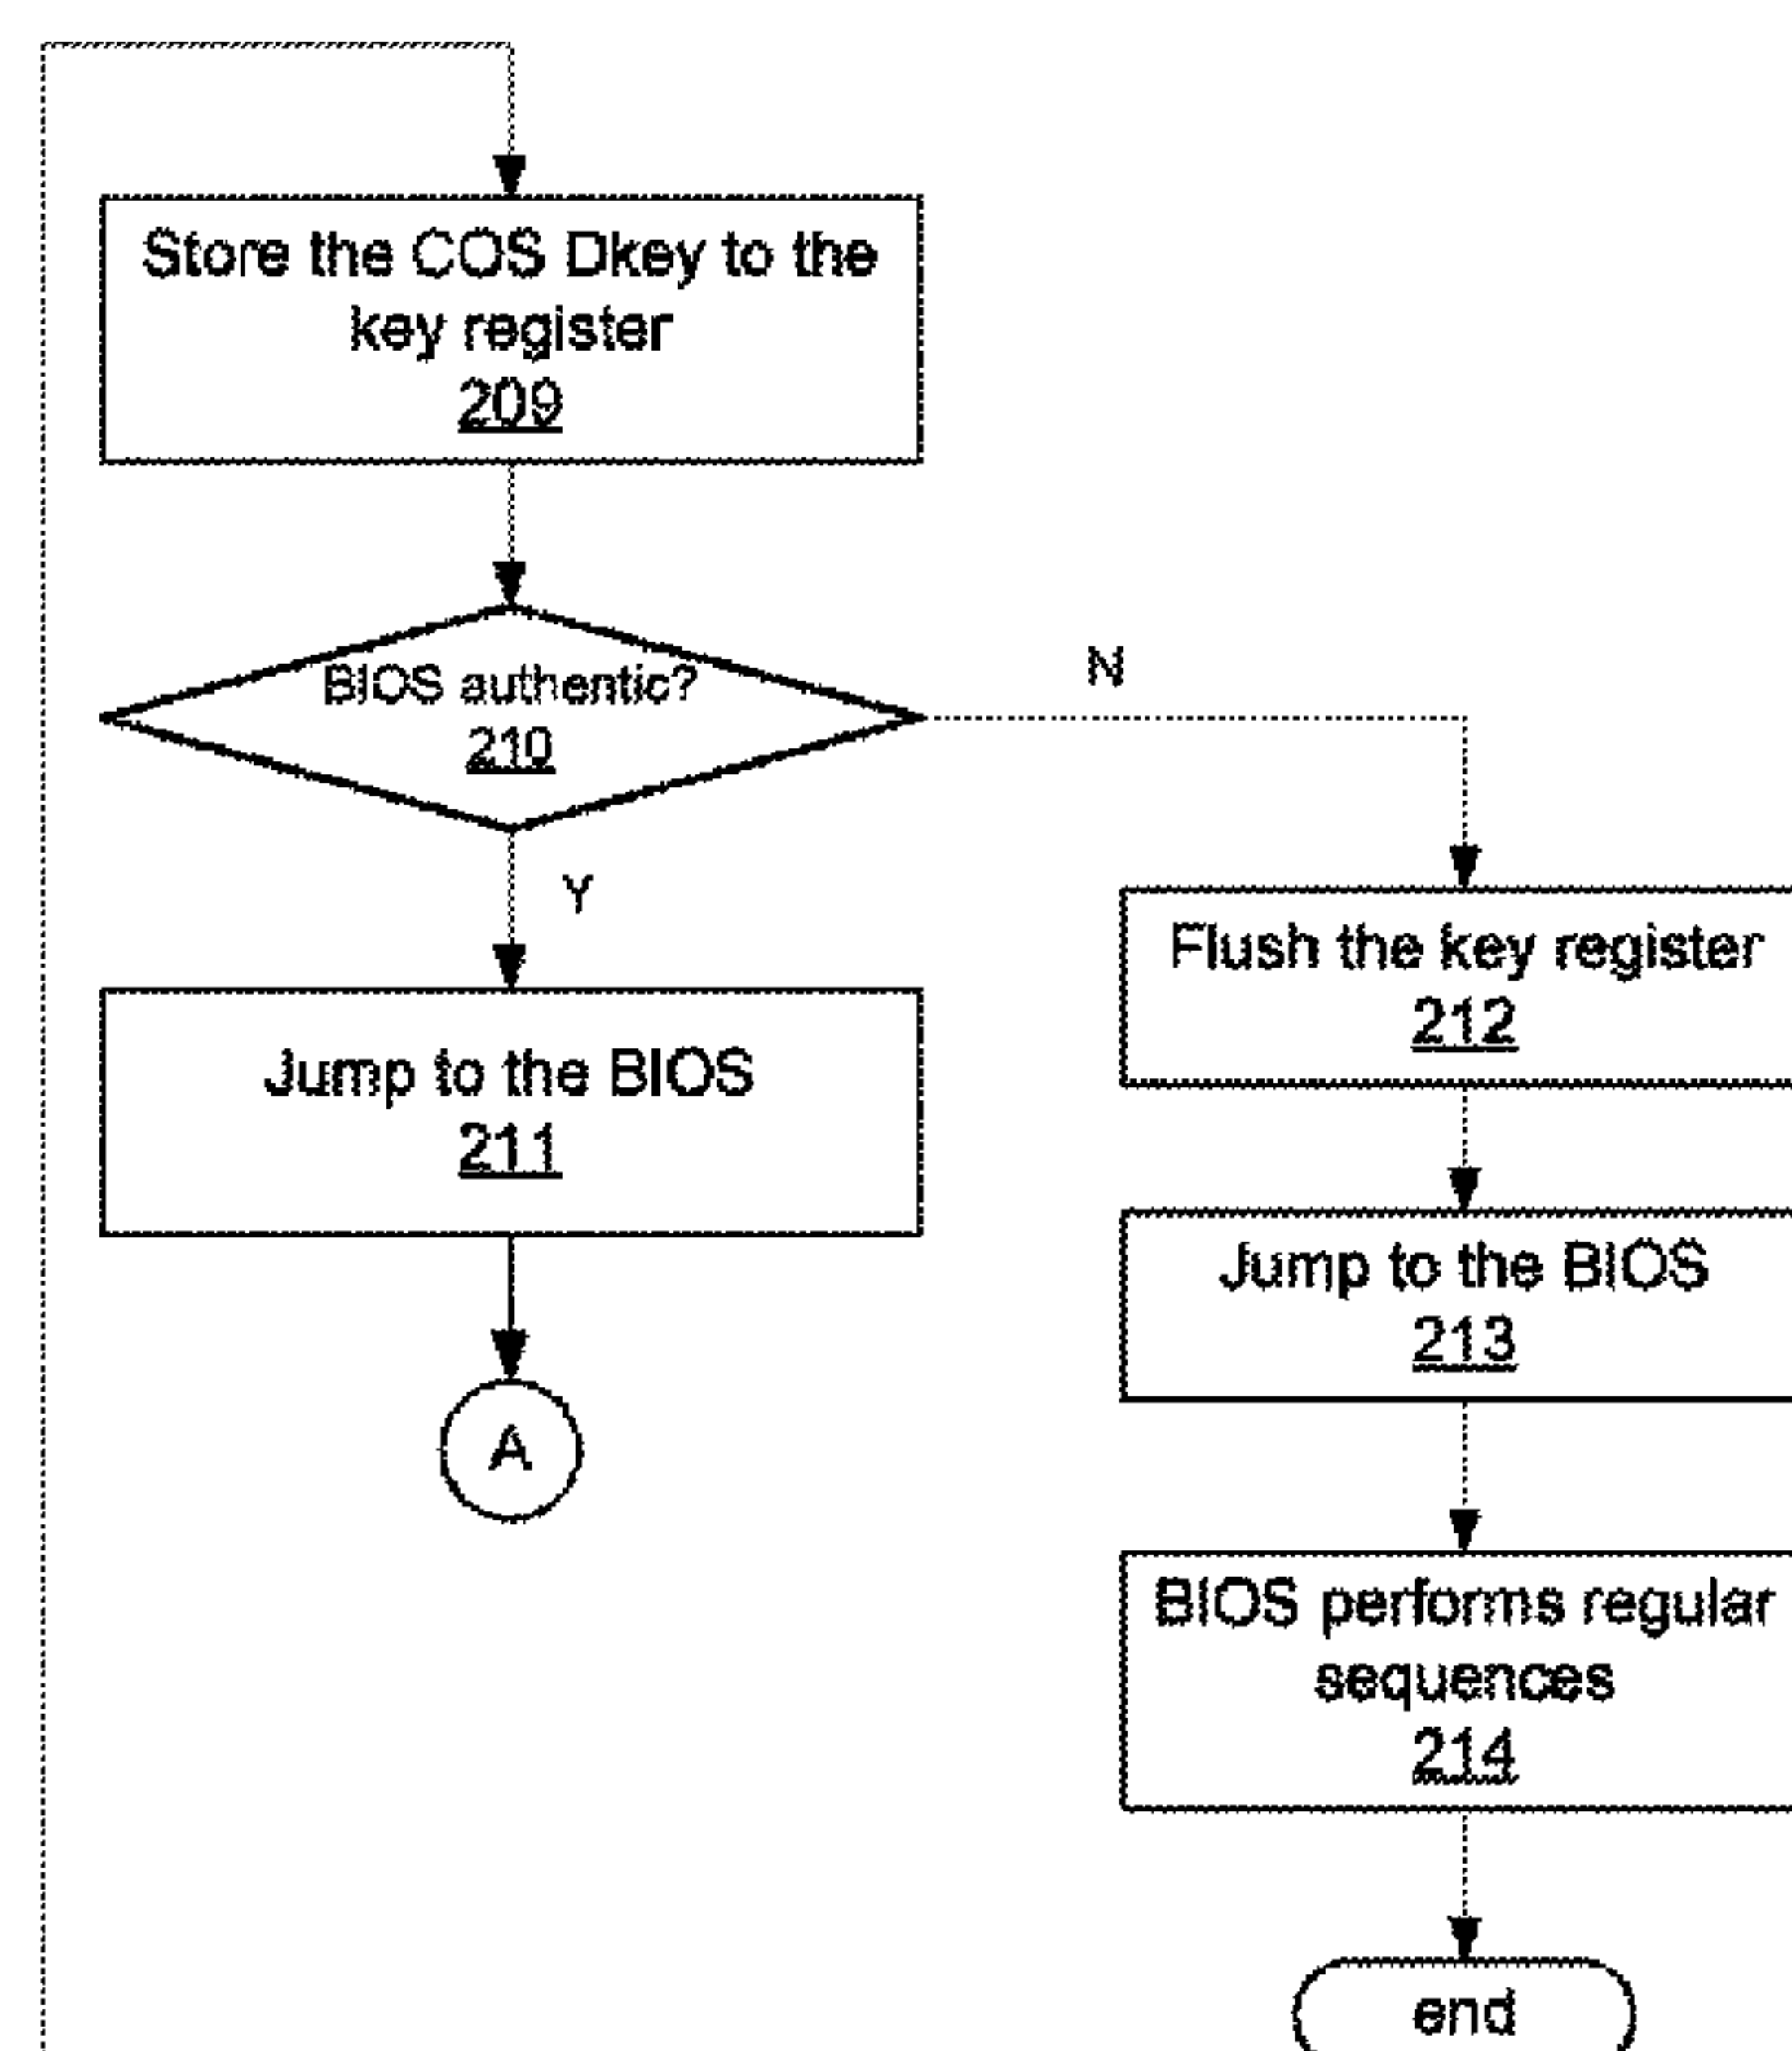 Store the COS Dkey to the
key register
209
BIOS authentic?
210
N
Y
Jump to the BIOS
211
A
Flush the key register
212
Jump to the BIOS
213
BIOS performs regular
sequences
214
end